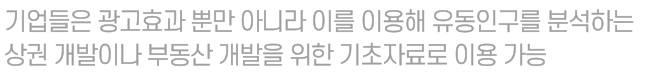 기업들은 광고효과 뿐만 아니라 이를 이용해 유동인구를 분석하는
상권 개발이나 부동산 개발을 위한 기초자료로 이용 가능